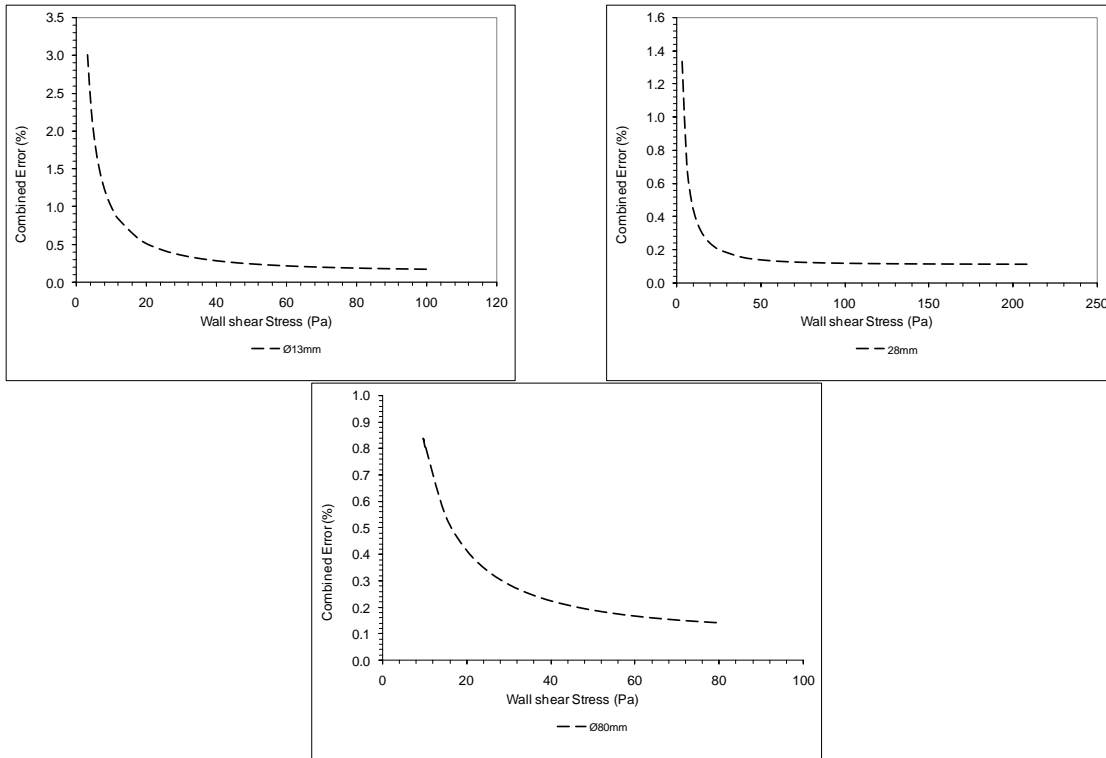 3.5
3.0
2.5
2.0
1.5
1.0
0.5
0.0
Combined Error (%)
0 20 40 60 80 100 120
Wall shear Stress (Pa)
Ø13mm
1.6
1.4
1.2
1.0
0.8
0.6
0.4
0.2
0.0
Combined Error (%)
0 50 100 150 200 250
Wall shear Stress (Pa)
28mm
1.0
0.9
0.8
0.7
0.6
0.5
0.4
0.3
0.2
0.1
0.0
Combined Error (%)
0 20 40 60 80 100
Wall shear Stress (Pa)
Ø80mm